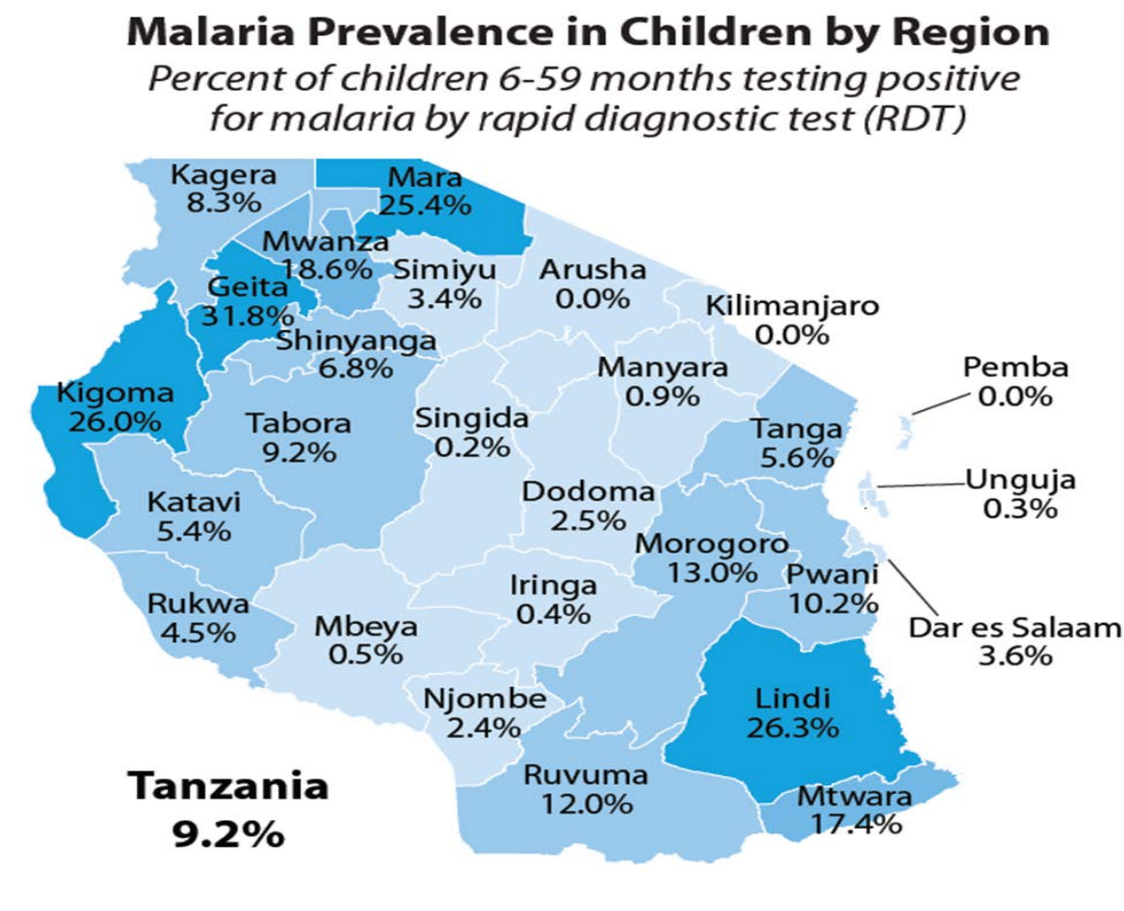 Malaria Prevalence in Children by Region
Percent of children 6-59 months testing positive
for malaria by rapid diagnostic test (RDT)
Kagera
8.3%
Mara
25.4%
Mwanza
18.6%
Geita
31.8%
Simiyu
3.4%
Arusha
0.0%
Kilimanjaro
0.0%
Shinyanga
6.8%
Manyara
0.9%
Pemba
0.0%
Kigoma
26.0%
Tabora
9.2%
Singida
0.2%
Tanga
5.6%
Unguja
0.3%
Katavi
5.4%
Dodoma
2.5%
Morogoro
13.0%
Pwani
10.2%
Dar es Salaam
3.6%
Rukwa
4.5%
Mbeya
0.5%
Iringa
0.4%
Njombe
2.4%
Lindi
26.3%
Ruvuma
12.0%
Mtwara
17.4%
Tanzania
9.2%